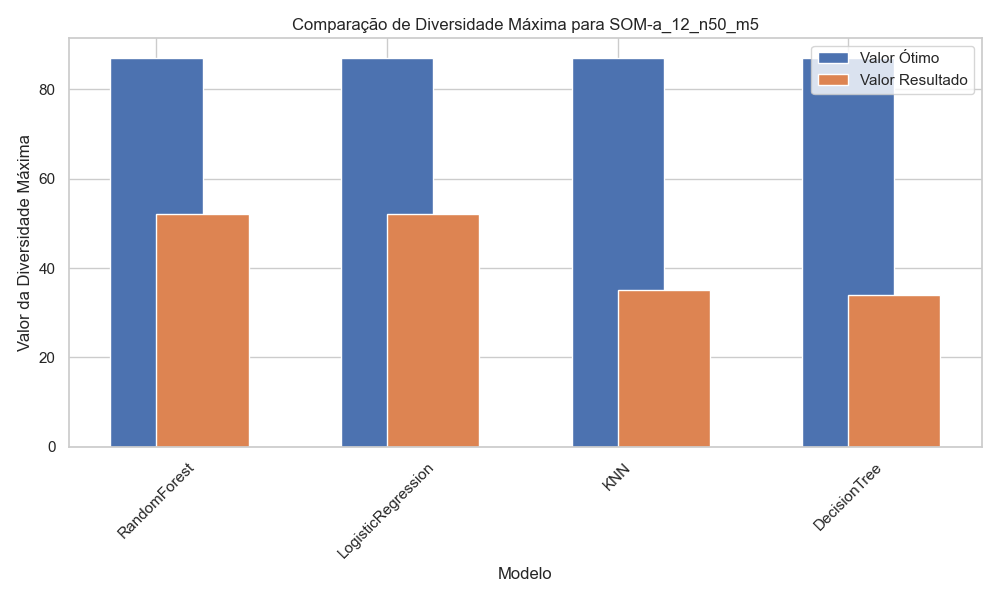 Comparação de Diversidade Máxima para SOM-a_12_n50_m5
Valor Ótimo
Valor Resultado
Valor da Diversidade Máxima
80
60
40
20
0
RandomForest
LogisticRegression
KNN
DecisionTree
Modelo